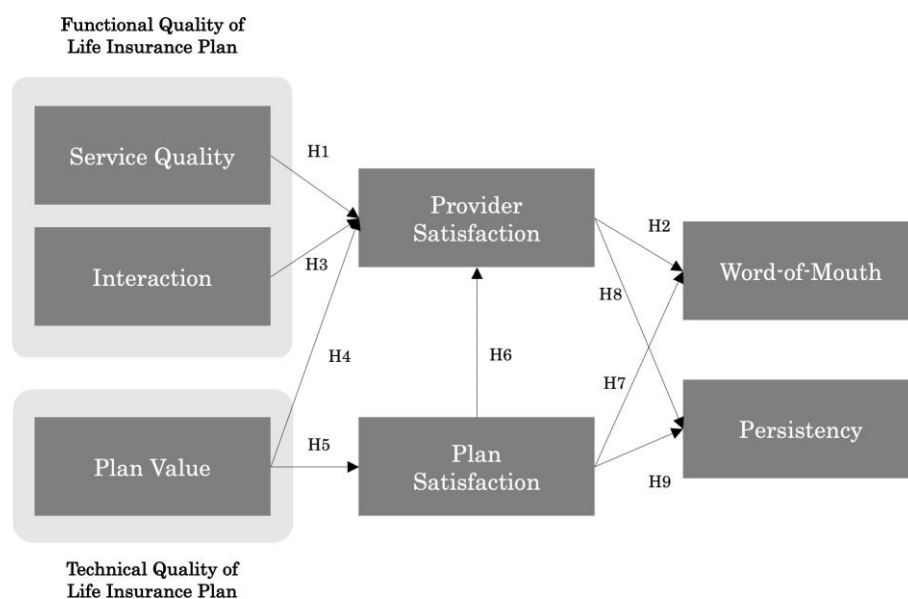 Functional Quality of
Life Insurance Plan
Service Quality
H1
Provider
Satisfaction
H2
Word-of-Mouth
Interaction
H3
H8
H4
H6
H7
Plan Value
H5
Plan
Satisfaction
Persistency
H9
Technical Quality of
Life Insurance Plan